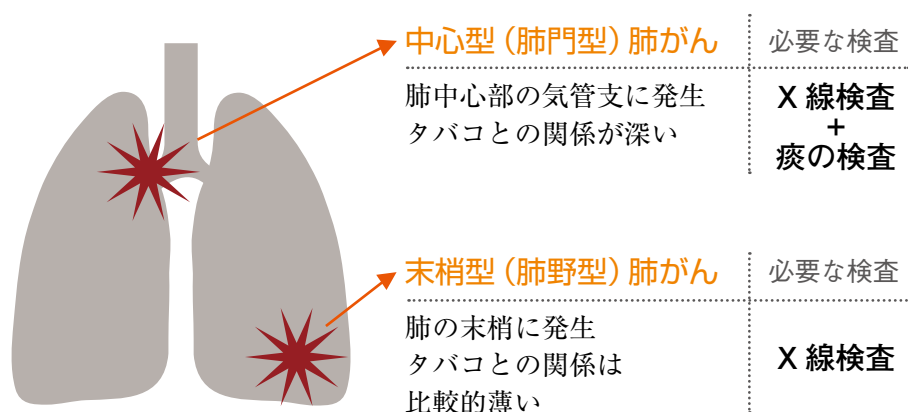 中心型（肺門型）肺がん
必要な検査
肺中心部の気管支に発生
タバコとの関係が深い
X 線検査
+
痰の検査
末梢型（肺野型）肺がん
必要な検査
肺の末梢に発生
タバコとの関係は
比較的薄い
X 線検査